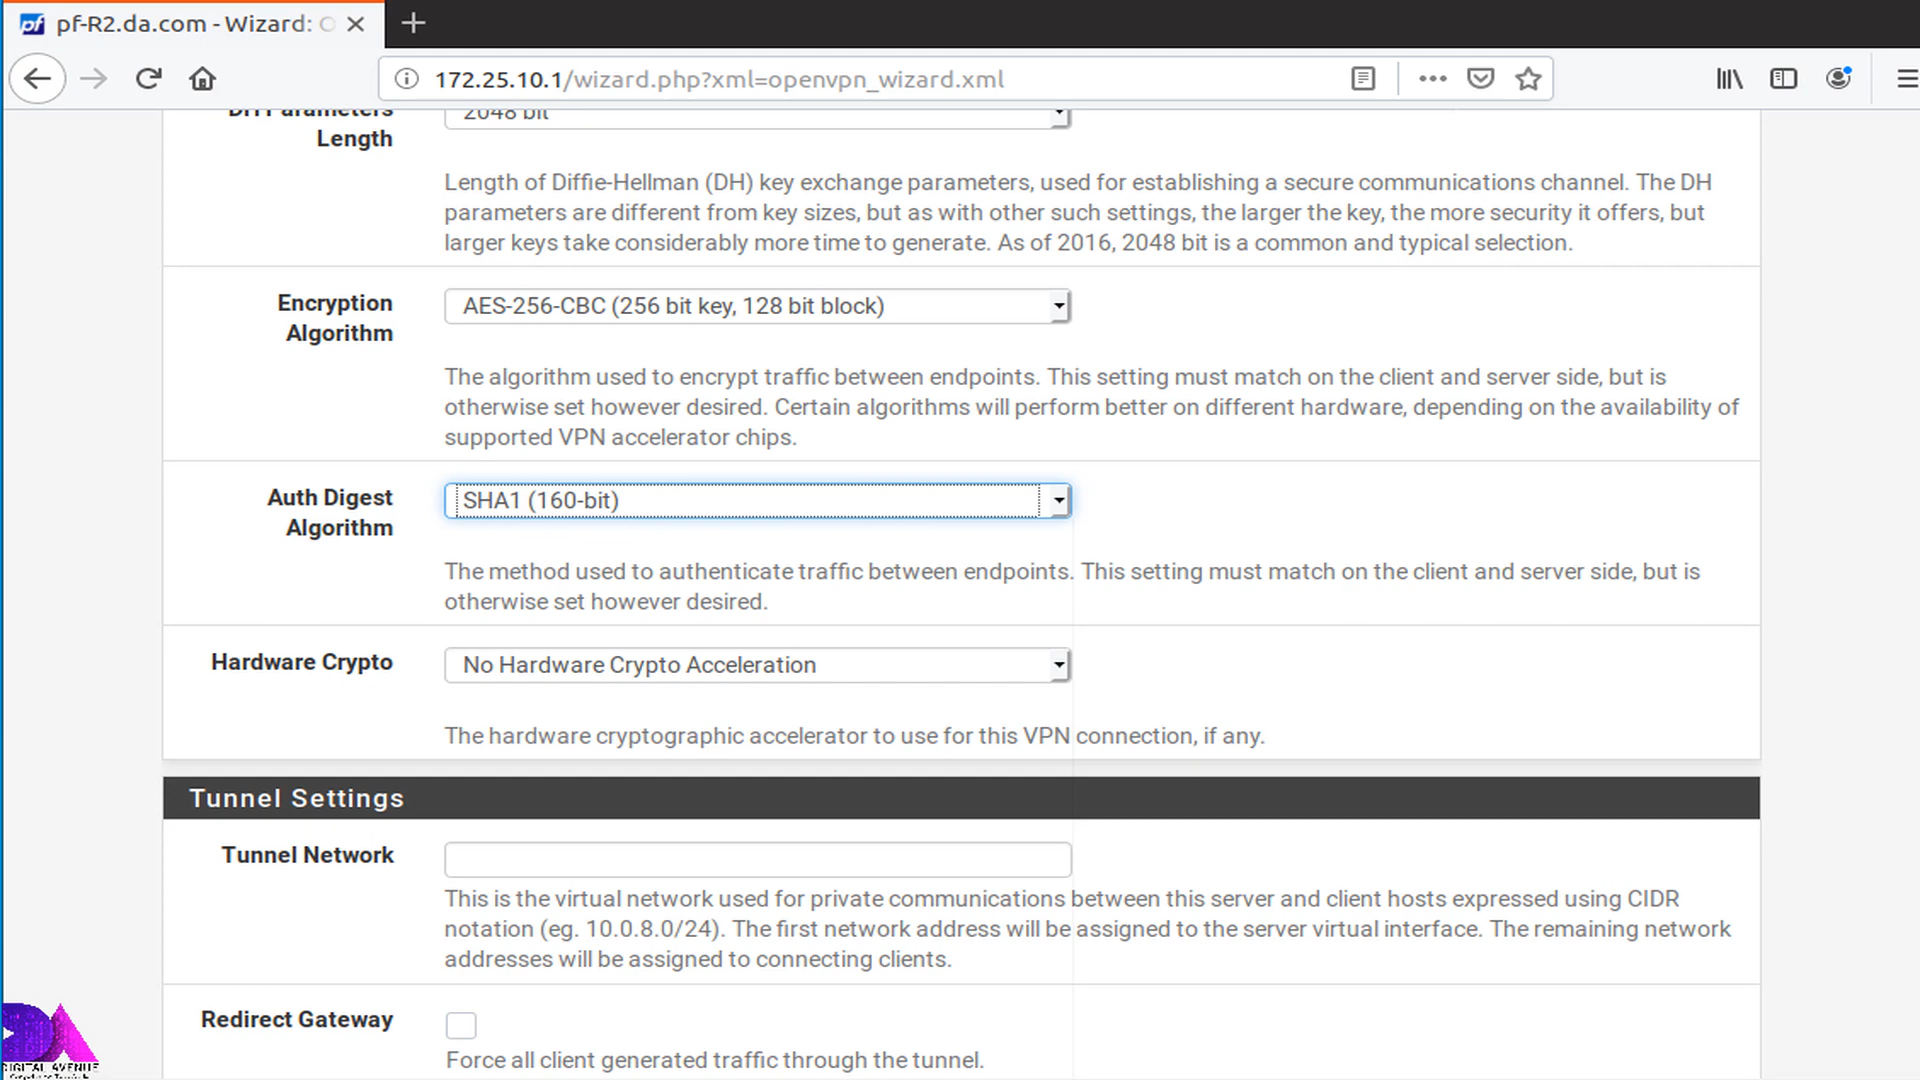 pf-R2.da.com - Wizard: O
172.25.10.1/wizard.php?xml=openvpn_wizard.xml
DH Parameters
Length
2048 bit
Length of Diffie-Hellman (DH) key exchange parameters, used for establishing a secure communications channel. The DH
parameters are different from key sizes, but as with other such settings, the larger the key, the more security it offers, but
larger keys take considerably more time to generate. As of 2016, 2048 bit is a common and typical selection.
Encryption
Algorithm
AES-256-CBC (256 bit key, 128 bit block)
The algorithm used to encrypt traffic between endpoints. This setting must match on the client and server side, but is
otherwise set however desired. Certain algorithms will perform better on different hardware, depending on the availability of
supported VPN accelerator chips.
Auth Digest
Algorithm
SHA1 (160-bit)
The method used to authenticate traffic between endpoints. This setting must match on the client and server side, but is
otherwise set however desired.
Hardware Crypto
No Hardware Crypto Acceleration
The hardware cryptographic accelerator to use for this VPN connection, if any.
Tunnel Settings
Tunnel Network
This is the virtual network used for private communications between this server and client hosts expressed using CIDR
notation (eg. 10.0.8.0/24). The first network address will be assigned to the server virtual interface. The remaining network
addresses will be assigned to connecting clients.
Redirect Gateway
Force all client generated traffic through the tunnel.
DIGITAL AVENUE